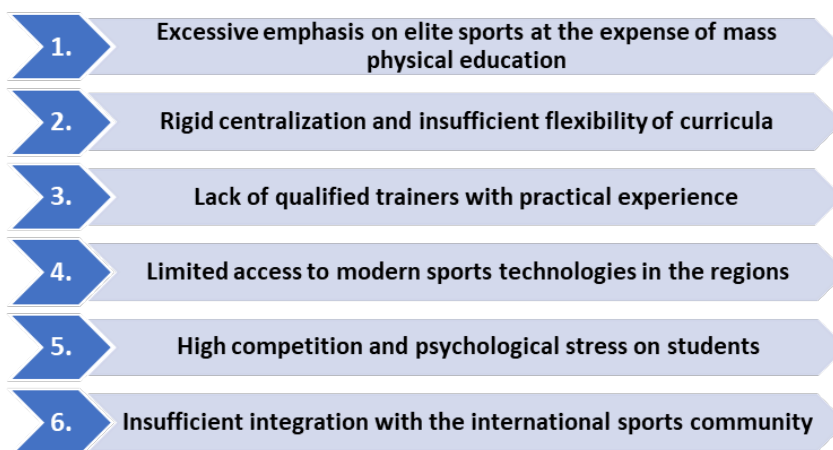 1. Excessive emphasis on elite sports at the expense of mass
physical education
2. Rigid centralization and insufficient flexibility of curricula
3. Lack of qualified trainers with practical experience
4. Limited access to modern sports technologies in the regions
5. High competition and psychological stress on students
6. Insufficient integration with the international sports community